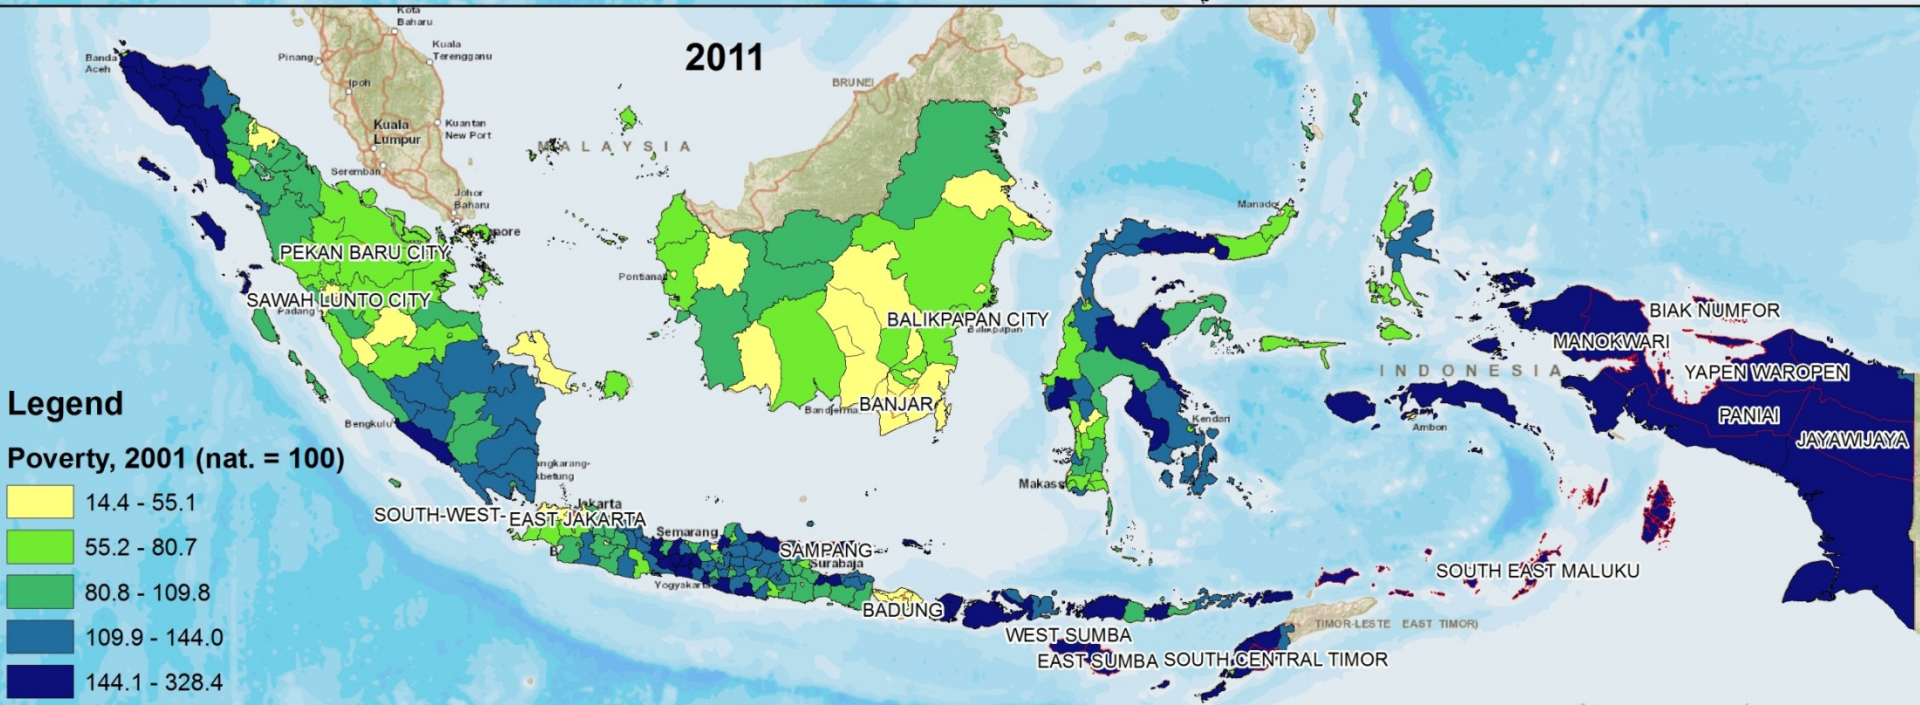 2011
Kota
Baharu
Kuala
Terengganu
Banda
Aceh
Pinang
Ipoh
BRUNEI
Kuala
Lumpur
Kuantan
New Port
MALAYSIA
Seremban
Johor
Baharu
Manado
PEKAN BARU CITY
Pontianak
SAWAH LUNTO CITY
Padang
BALIKPAPAN CITY
Balikpapan
BIAK NUMFOR
MANOKWARI
INDONESIA
YAPEN WAROPEN
BANJAR
PANIAI
JAYAWIJAYA
Bengkulu
Kendari
Ambon
Makass
Jakarta
SOUTH-WEST-
EAST JAKARTA
Semarang
SAMPANG
Surabaja
Yogyakart
BADUNG
SOUTH EAST MALUKU
WEST SUMBA
TIMOR-LESTE EAST TIMOR)
EAST SUMBA
SOUTH CENTRAL TIMOR
Legend
Poverty, 2001 (nat. = 100)
14.4 - 55.1
55.2 - 80.7
80.8 - 109.8
109.9 - 144.0
144.1 - 328.4